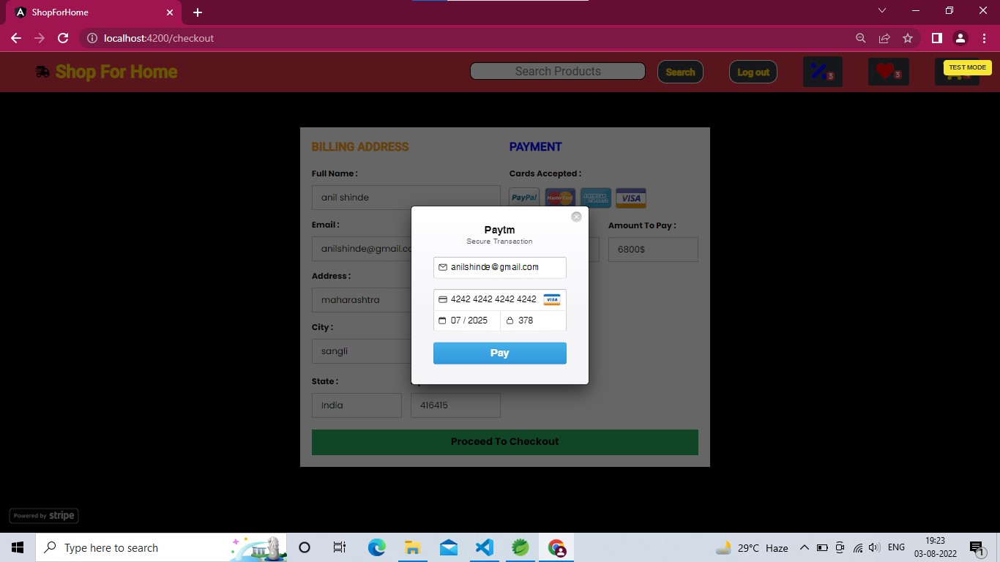 ShopForHome
localhost:4200/checkout
Shop For Home
Search Products
Search
Log out
3
3
TEST MODE
BILLING ADDRESS
PAYMENT
Full Name :
Cards Accepted :
anil shinde
PayPal
MasterCard
AMERICAN EXPRESS
VISA
Email :
Amount To Pay :
anilshinde@gmail.co
6800$
Address :
maharashtra
City :
sangli
State :
India
416415
Proceed To Checkout
Paytm
Secure Transaction
anilshinde@gmail.com
4242 4242 4242 4242
VISA
07 / 2025
378
Pay
Powered by stripe
Type here to search
29°C Haze
ENG
19:23
03-08-2022
1